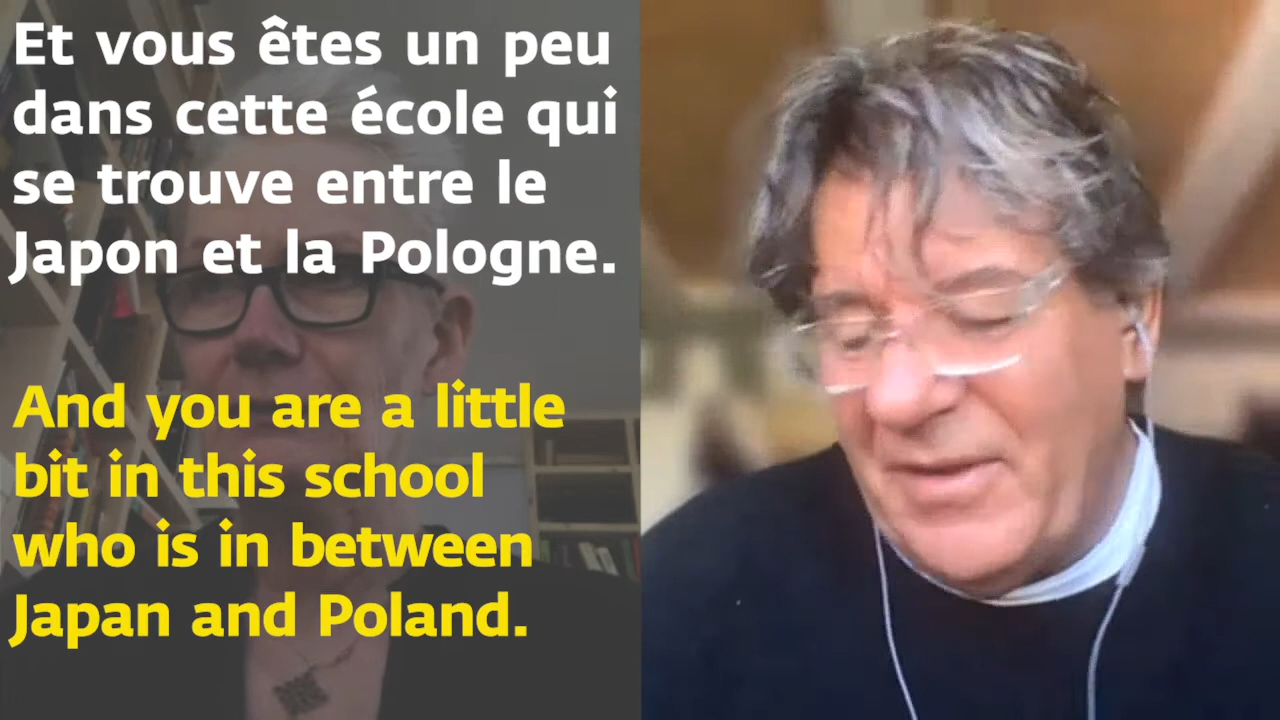 Et vous êtes un peu
dans cette école qui
se trouve entre le
Japon et la Pologne.
And you are a little
bit in this school
who is in between
Japan and Poland.